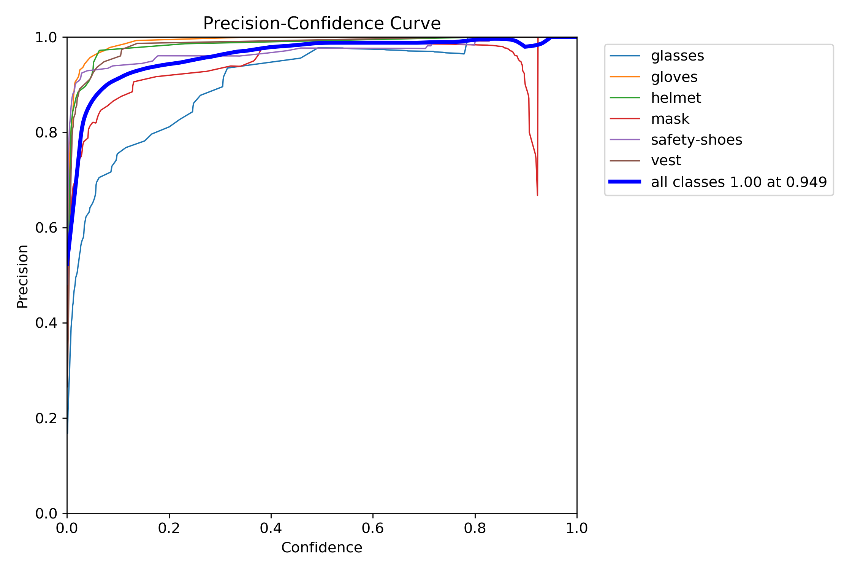 Precision-Confidence Curve
1.0
0.8
0.6
0.4
0.2
0.0
Precision
0.0 0.2 0.4 0.6 0.8 1.0
Confidence
glasses
gloves
helmet
mask
safety-shoes
vest
all classes 1.00 at 0.949